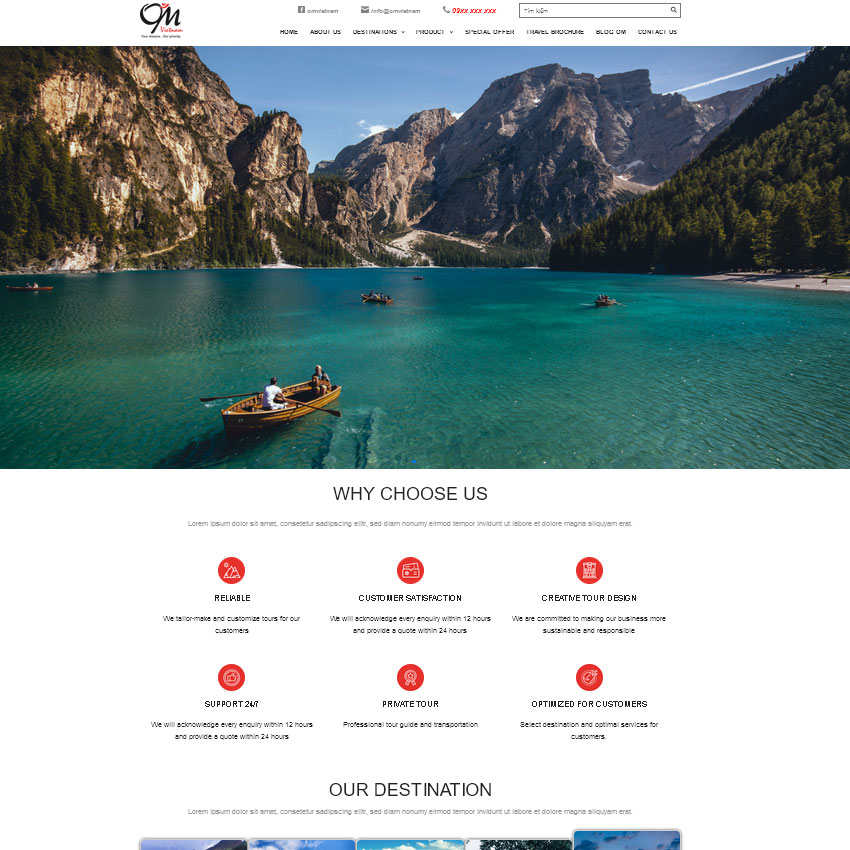 OM
Vietnam
Your dreams - Our priority
omvietnam
info@omvietnam
09xx xxx xxx
Tìm kiếm
HOME ABOUT US DESTINATIONS PRODUCT SPECIAL OFFER TRAVEL BROCHURE BLOG OM CONTACT US
WHY CHOOSE US
Lorem ipsum dolor sit amet, consetetur sadipscing elitr, sed diam nonumy eirmod tempor invidunt ut labore et dolore magna aliquyam erat.
RELIABLE
We tailor-make and customize tours for our
customers
CUSTOMER SATISFACTION
We will acknowledge every enquiry within 12 hours
and provide a quote within 24 hours
CREATIVE TOUR DESIGN
We are committed to making our business more
sustainable and responsible
SUPPORT 24/7
We will acknowledge every enquiry within 12 hours
and provide a quote within 24 hours
PRIVATE TOUR
Professional tour guide and transportation
OPTIMIZED FOR CUSTOMERS
Select destination and optimal services for
customers.
OUR DESTINATION
Lorem ipsum dolor sit amet, consetetur sadipscing elitr, sed diam nonumy eirmod tempor invidunt ut labore et dolore magna aliquyam erat.